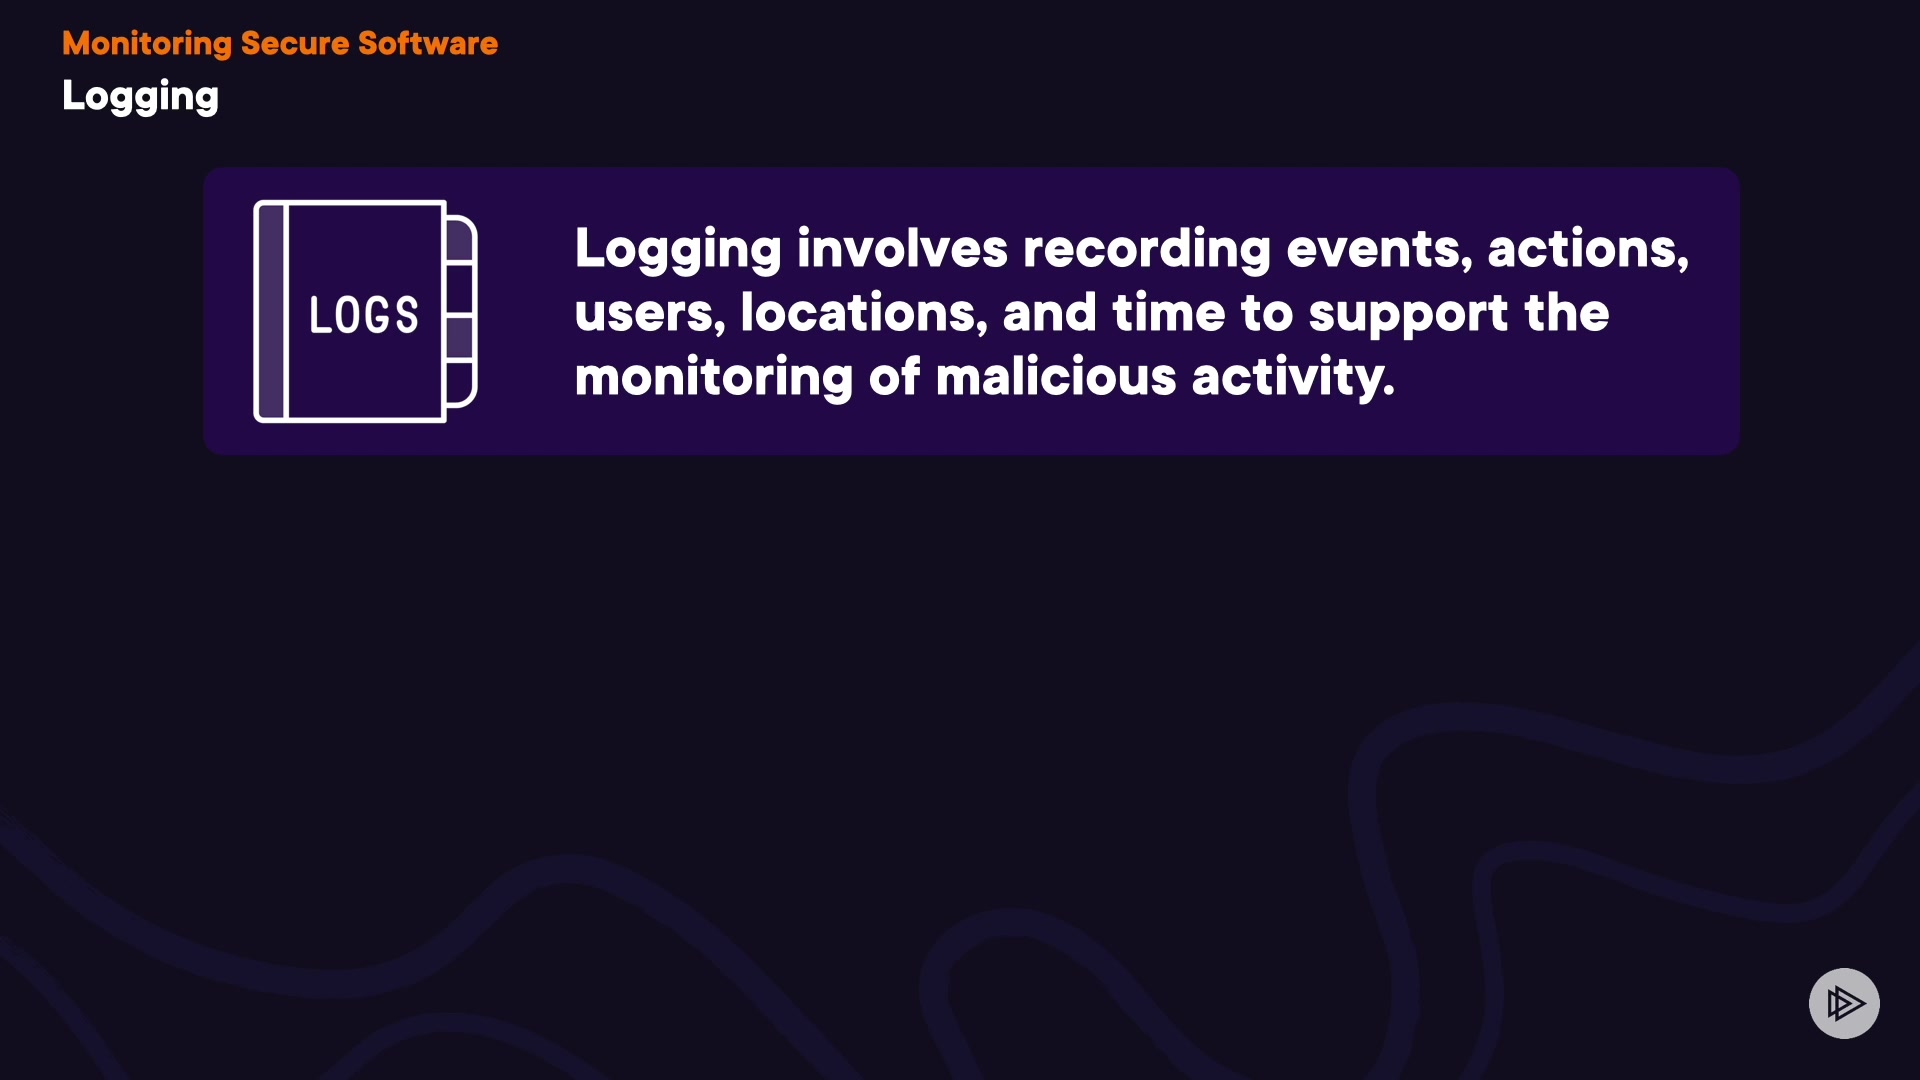 Monitoring Secure Software
Logging
LOGS
Logging involves recording events, actions,
users, locations, and time to support the
monitoring of malicious activity.